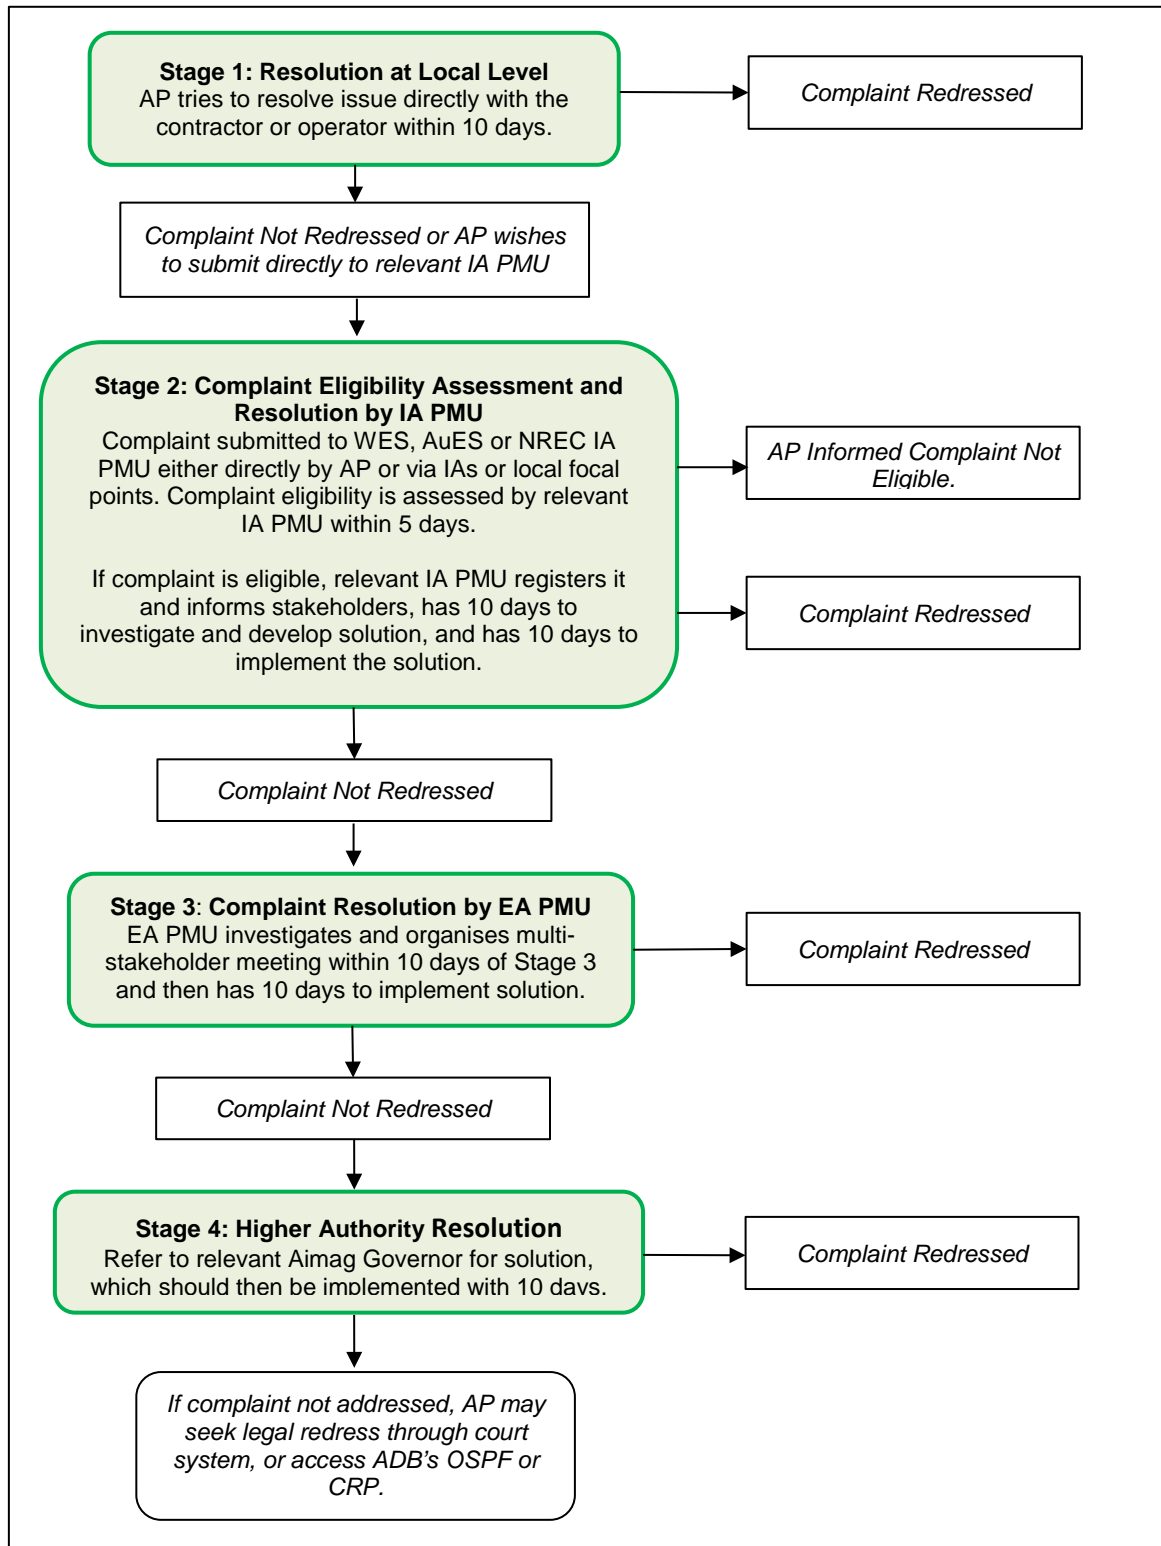 Stage 1: Resolution at Local Level
AP tries to resolve issue directly with the
contractor or operator within 10 days.
Complaint Redressed
Complaint Not Redressed or AP wishes
to submit directly to relevant IA PMU
Stage 2: Complaint Eligibility Assessment and
Resolution by IA PMU
Complaint submitted to WES, AuES or NREC IA
PMU either directly by AP or via IAs or local focal
points. Complaint eligibility is assessed by relevant
IA PMU within 5 days.
If complaint is eligible, relevant IA PMU registers it
and informs stakeholders, has 10 days to
investigate and develop solution, and has 10 days to
implement the solution.
AP Informed Complaint Not
Eligible.
Complaint Redressed
Complaint Not Redressed
Stage 3: Complaint Resolution by EA PMU
EA PMU investigates and organises multi-
stakeholder meeting within 10 days of Stage 3
and then has 10 days to implement solution.
Complaint Redressed
Complaint Not Redressed
Stage 4: Higher Authority Resolution
Refer to relevant Aimag Governor for solution,
which should then be implemented with 10 days.
Complaint Redressed
If complaint not addressed, AP may
seek legal redress through court
system, or access ADB’s OSPF or
CRP.